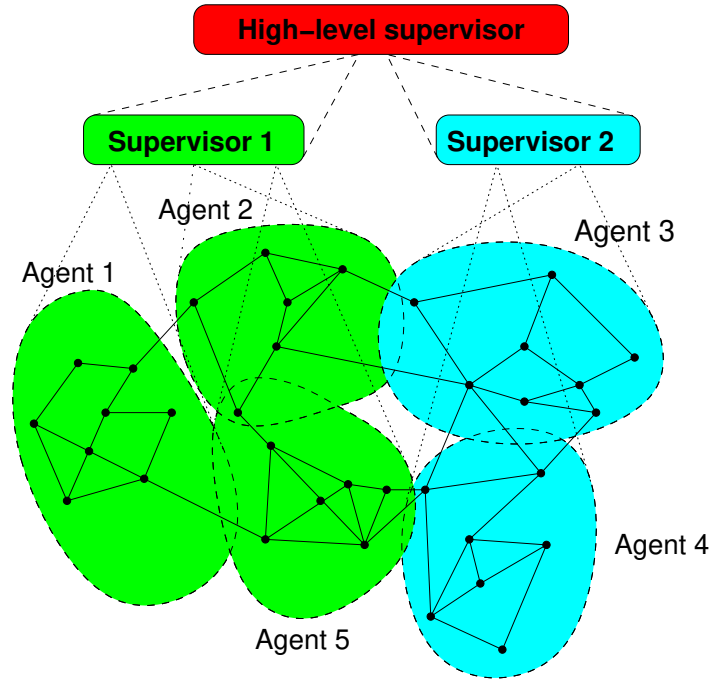 High−level supervisor
Supervisor 1
Supervisor 2
Agent 2
Agent 3
Agent 1
Agent 4
Agent 5